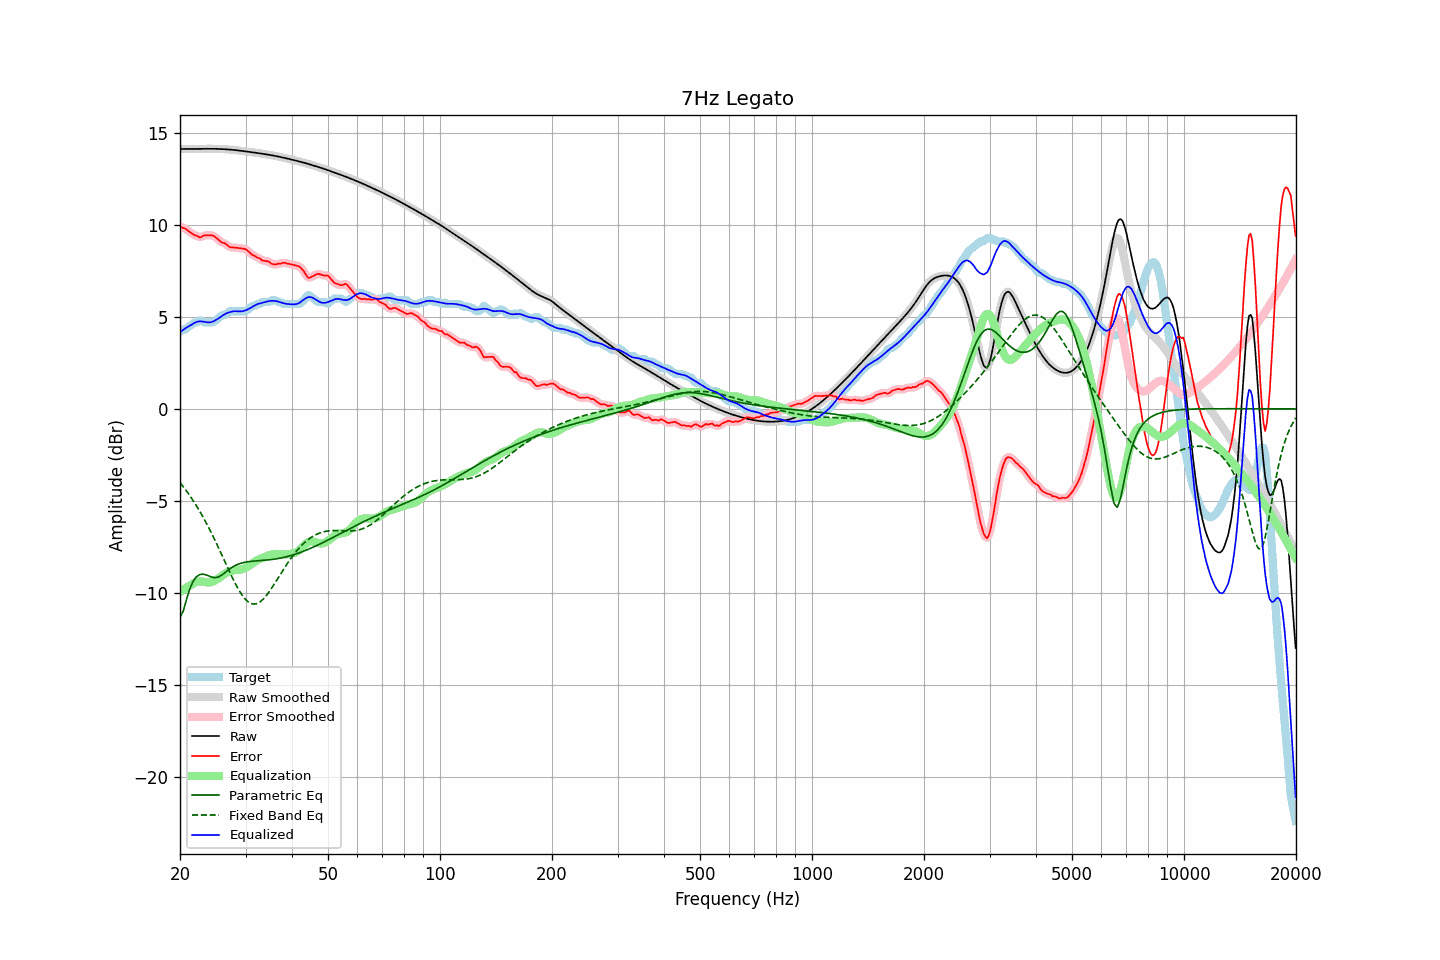 7Hz Legato
15
10
5
0
−5
−10
−15
−20
Amplitude (dBr)
Target
Raw Smoothed
Error Smoothed
Raw
Error
Equalization
Parametric Eq
Fixed Band Eq
Equalized
20 50 100 200 500 1000 2000 5000 10000 20000
Frequency (Hz)